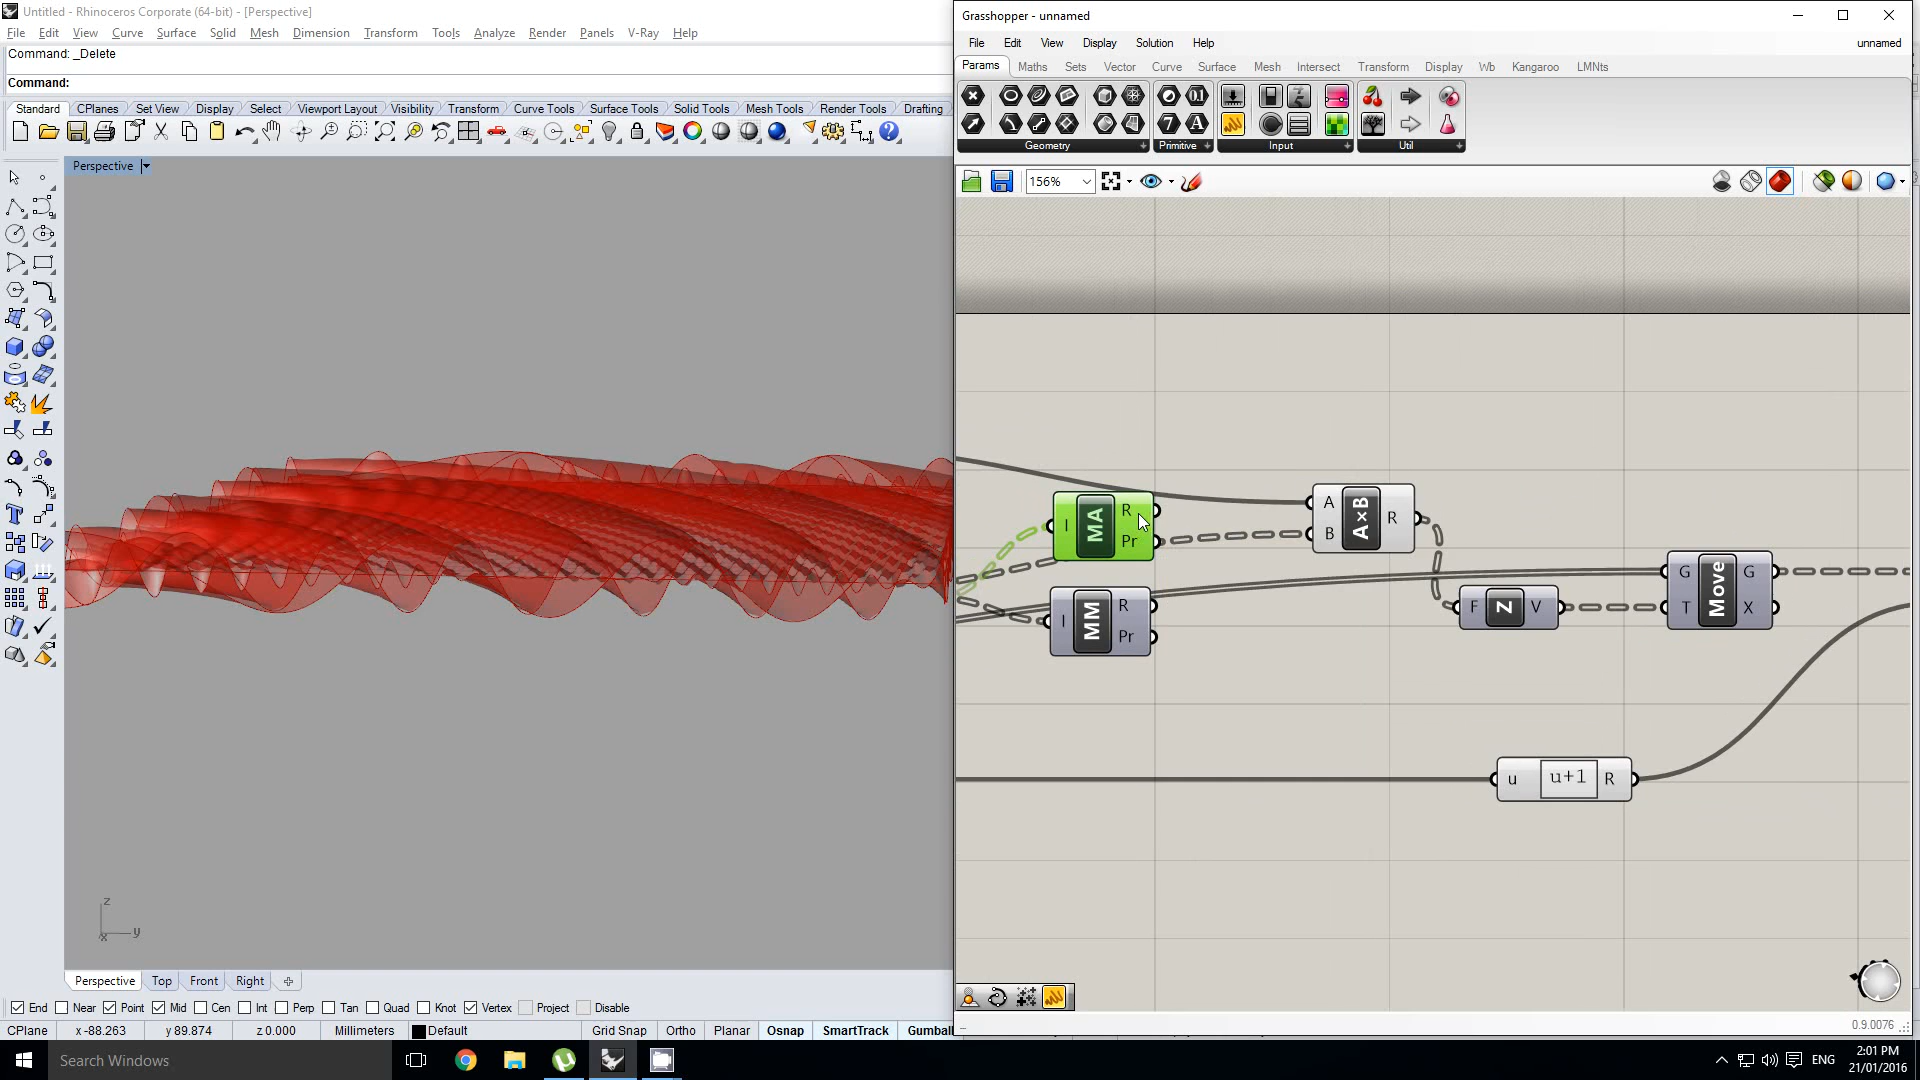 Untitled - Rhinoceros Corporate (64-bit) - [Perspective]
File Edit View Curve Surface Solid Mesh Dimension Transform Tools Analyze Render Panels V-Ray Help
Command: _Delete
Command:
Standard CPlanes Set View Display Select Viewport Layout Visibility Transform Curve Tools Surface Tools Solid Tools Mesh Tools Render Tools Drafting
Perspective
z
y
x
Perspective Top Front Right
End Near Point Mid Cen Int Perp Tan Quad Knot Vertex Project Disable
CPlane x -88.263 y 89.874 z 0.000 Millimeters Default Grid Snap Ortho Planar Osnap SmartTrack Gumball
Grasshopper - unnamed
File Edit View Display Solution Help unnamed
Params Maths Sets Vector Curve Surface Mesh Intersect Transform Display Wb Kangaroo LMNts
Geometry Primitive Input Util
156%
I MA R Pr
A B A×B R
I MM R Pr
F Z V
G T Move G X
u u+1 R
0.9.0076
Search Windows
ENG
2:01 PM
21/01/2016